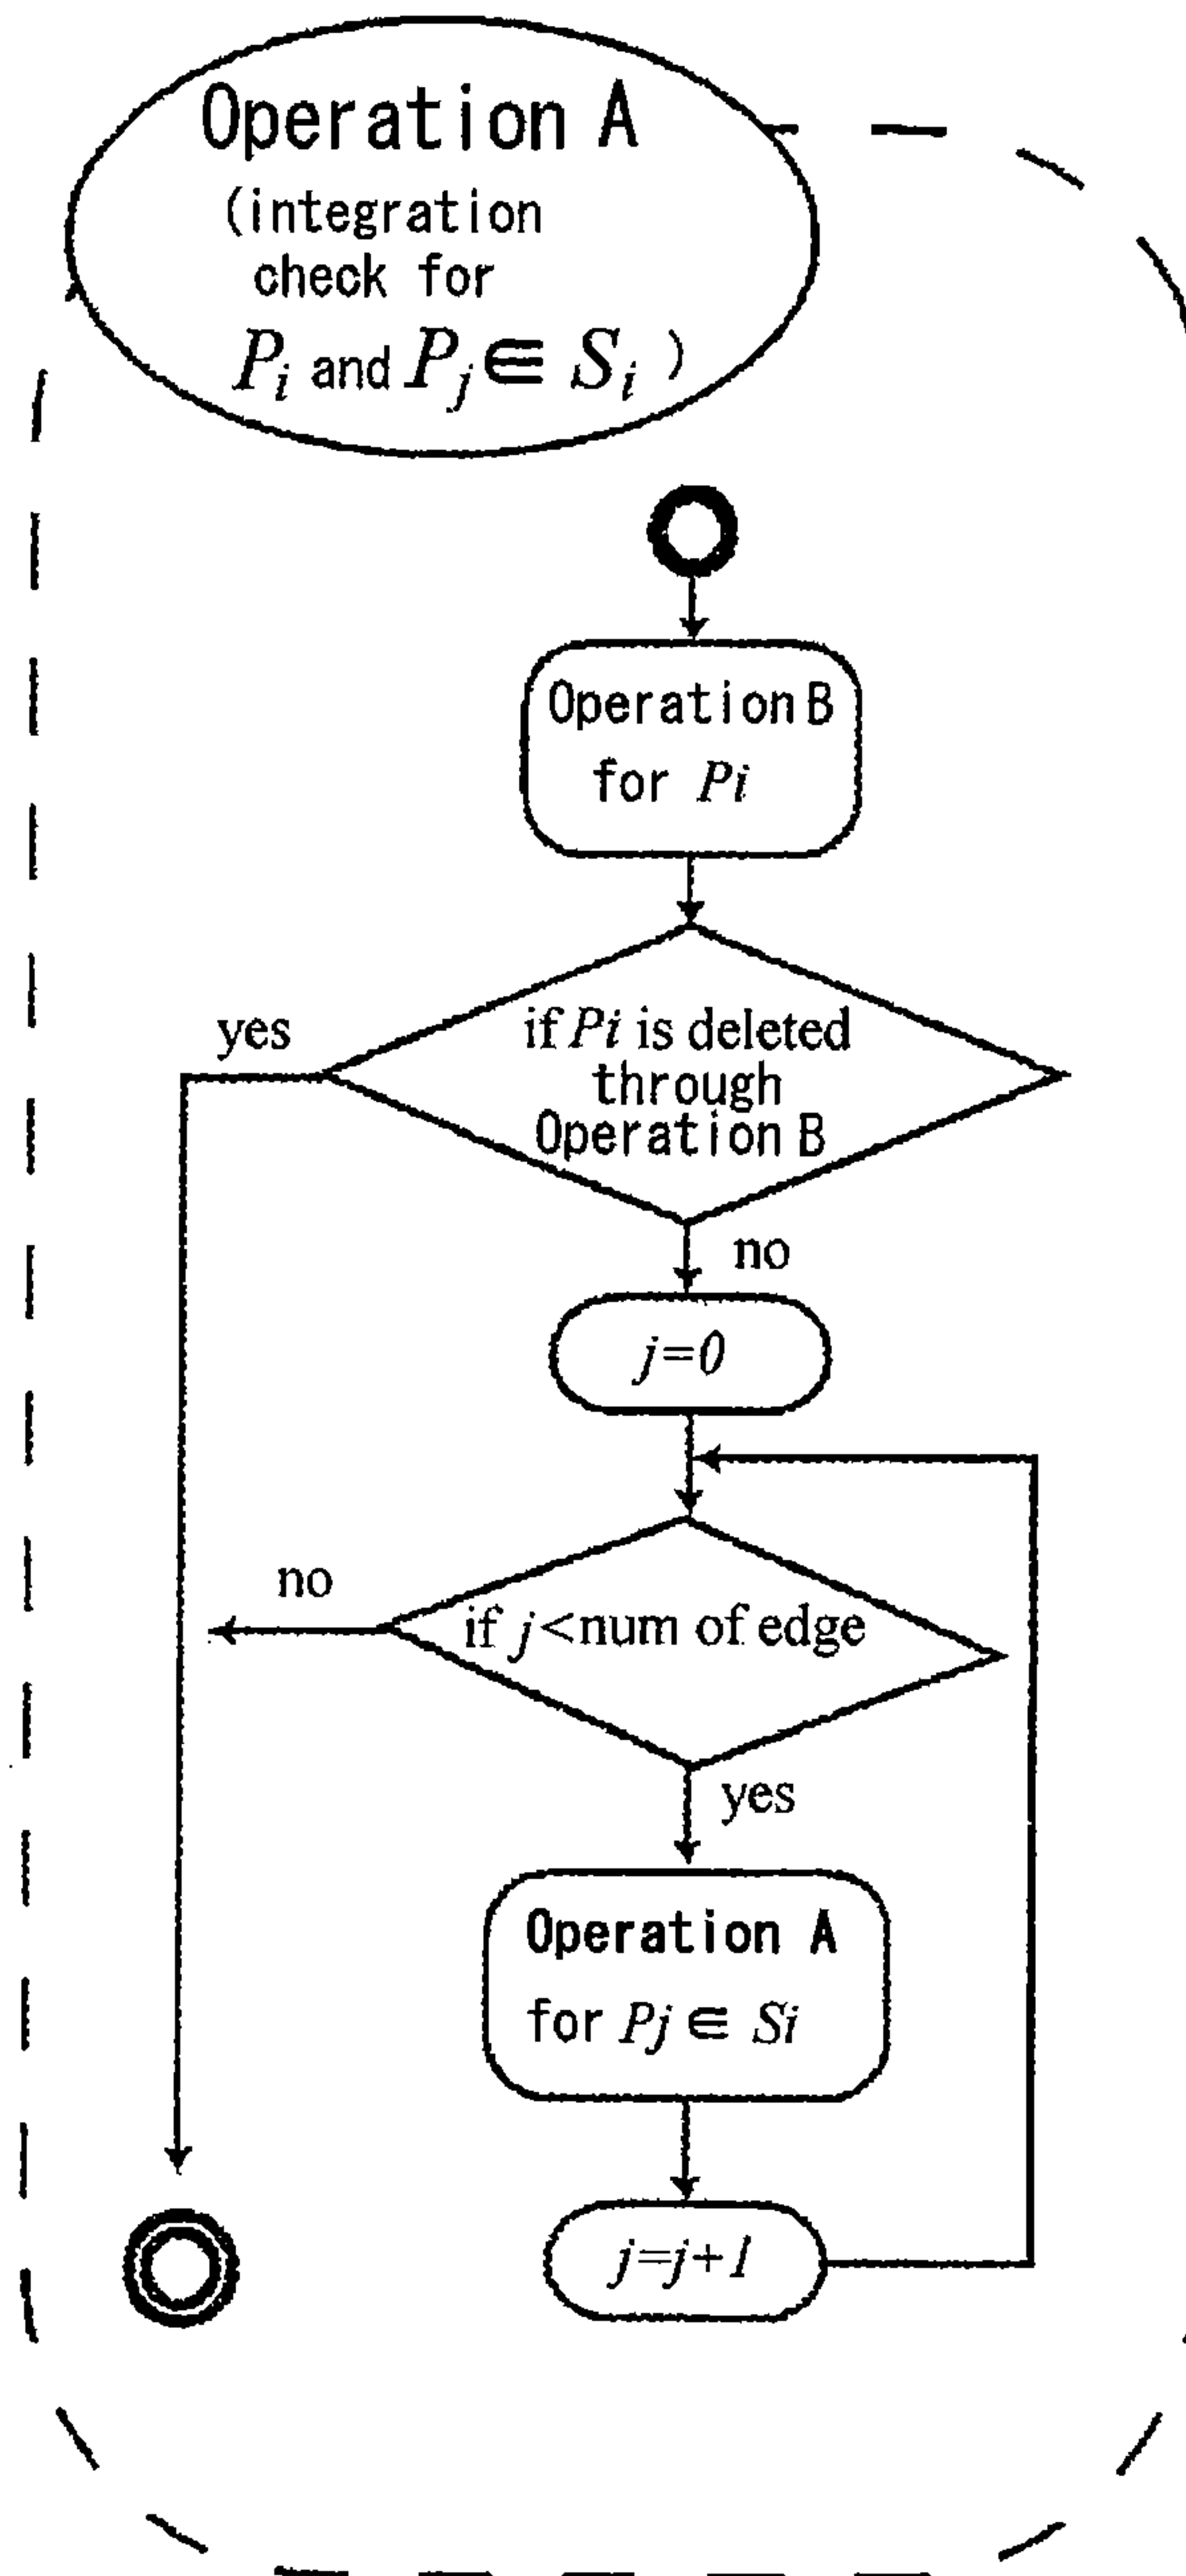 Operation A
(integration
check for
Pi and Pj ∈ Si )
Operation B
for Pi
yes
if Pi is deleted
through
Operation B
no
j=0
no
if j<num of edge
yes
Operation A
for Pj ∈ Si
j=j+1